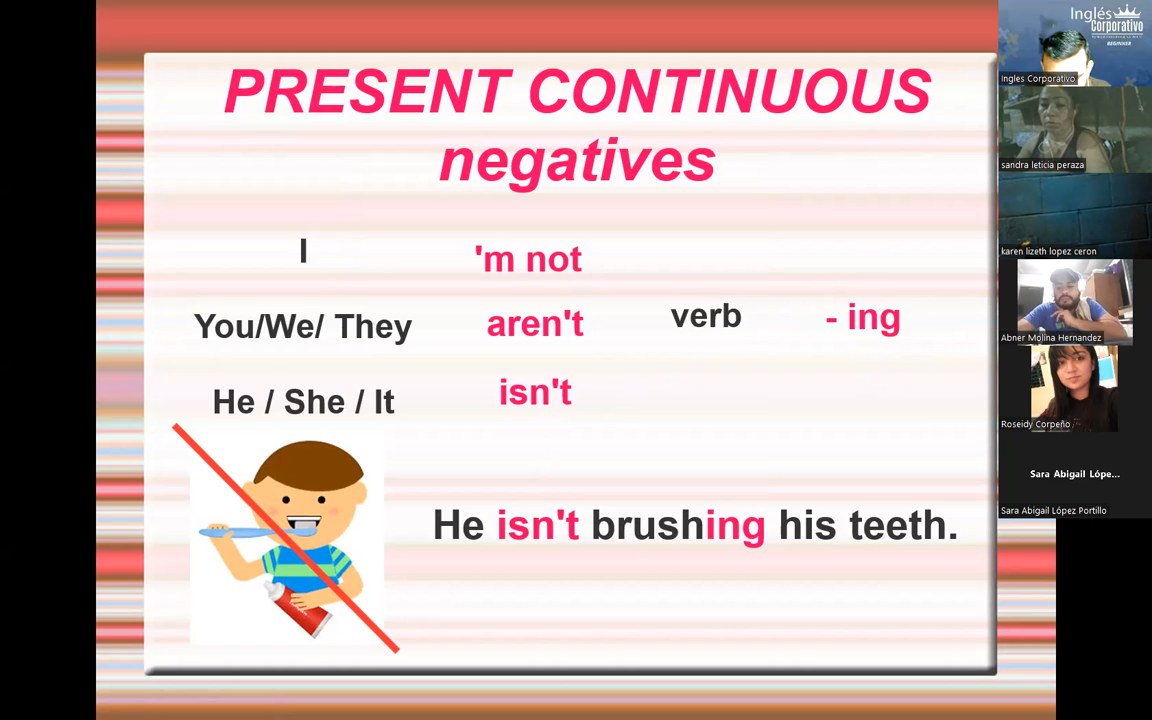 PRESENT CONTINUOUS
negatives
I
'm not
You/We/ They
aren't
verb
- ing
He / She / It
isn't
He isn't brushing his teeth.
Inglés
Corporativo
BEGINNER
Ingles Corporativo
sandra leticia peraza
karen lizeth lopez ceron
Abner Molina Hernandez
Roseidy Corpeño
Sara Abigail Lópe...
Sara Abigail López Portillo